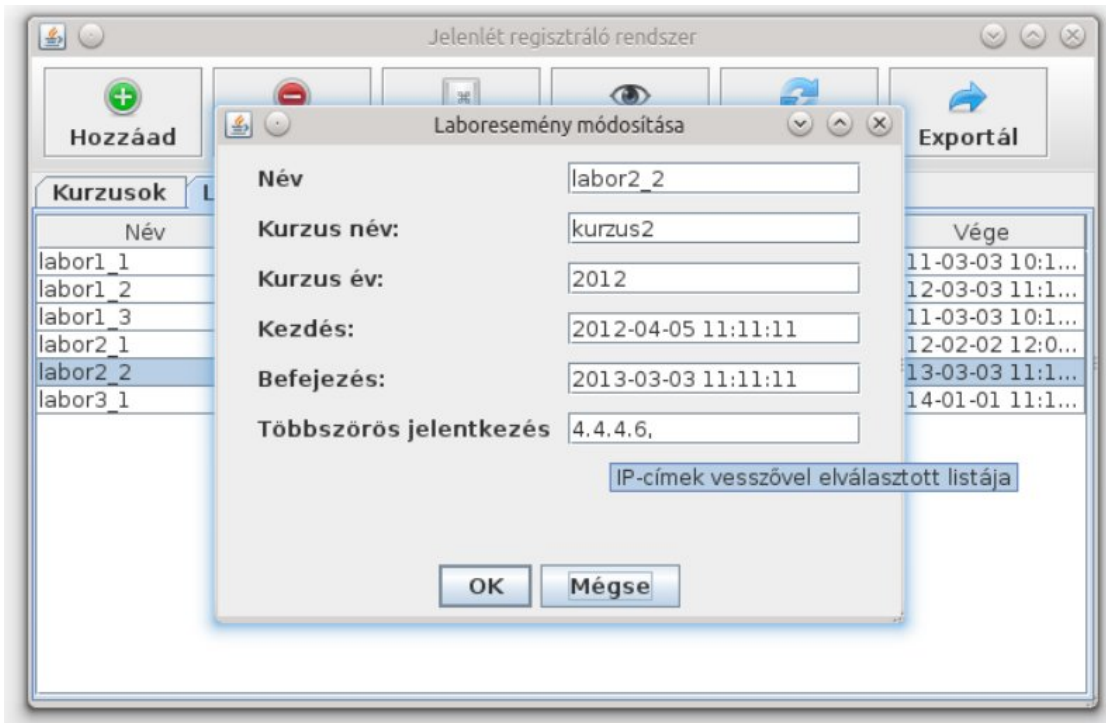 Jelenlét regisztráló rendszer
Hozzáad
Exportál
Laboresemény módosítása
Kurzusok
L
Név
Vége
labor1_1
11-03-03 10:1...
labor1_2
12-03-03 11:1...
labor1_3
11-03-03 10:1...
labor2_1
12-02-02 12:0...
labor2_2
13-03-03 11:1...
labor3_1
14-01-01 11:1...
Név labor2_2
Kurzus név: kurzus2
Kurzus év: 2012
Kezdés: 2012-04-05 11:11:11
Befejezés: 2013-03-03 11:11:11
Többszörös jelentkezés 4.4.4.6,
IP-címek vesszővel elválasztott listája
OK Mégse